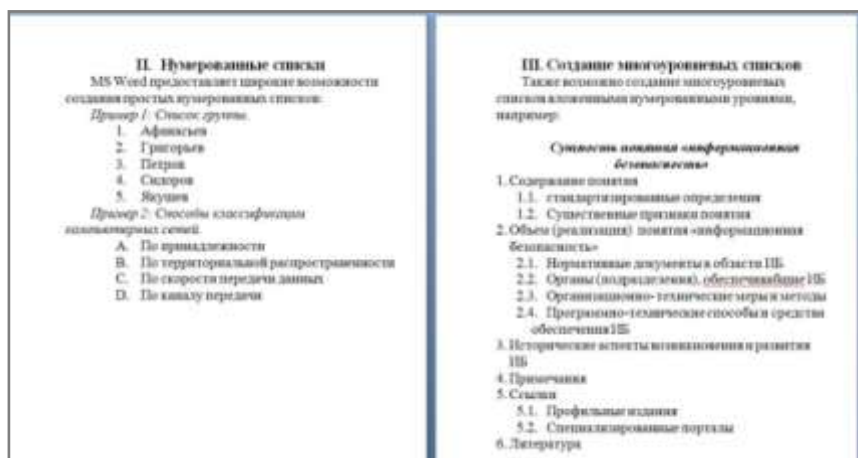 II. Нумерованные списки
MS Word предоставляет широкие возможности
создания простых нумерованных списков:
Пример 1: Список группы.
1. Афанасьев
2. Григорьев
3. Петров
4. Сидоров
5. Якушев
Пример 2: Способы классификации
компьютерных сетей.
A. По принадлежности
B. По территориальной распространенности
C. По скорости передачи данных
D. По каналу передачи
III. Создание многоуровневых списков
Также возможно создание многоуровневых
списков вложенными нумерованными уровнями,
например:
Сущность понятия «информационная
безопасность»
1. Содержание понятия
1.1. стандартизированные определения
1.2. Существенные признаки понятия
2. Объем (реализация) понятия «информационная
безопасность»
2.1. Нормативные документы в области ИБ
2.2. Органы (подразделения), обеспечивающие ИБ
2.3. Организационно-технические меры и методы
2.4. Программно-технические способы и средства
обеспечения ИБ
3. Исторические аспекты возникновения и развития
ИБ
4. Примечания
5. Ссылки
5.1. Профильные издания
5.2. Специализированные порталы
6. Литература